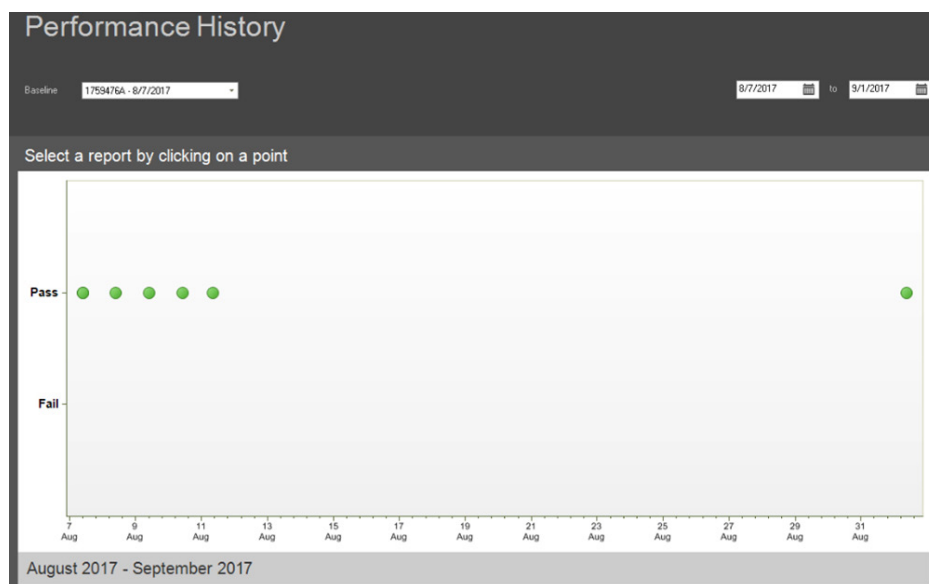 Performance History
Baseline 1759476A - 8/7/2017 8/7/2017 to 9/1/2017
Select a report by clicking on a point
Pass
Fail
7 9 11 13 15 17 19 21 23 25 27 29 31
Aug Aug Aug Aug Aug Aug Aug Aug Aug Aug Aug Aug Aug
August 2017 - September 2017